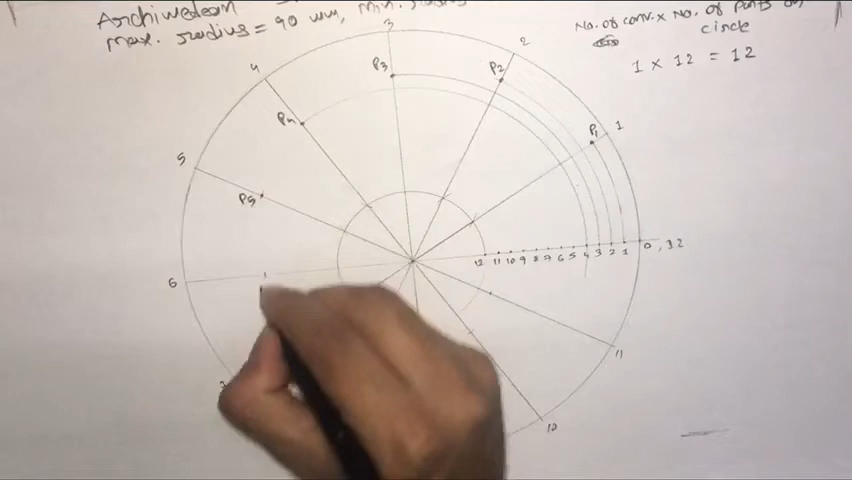 Archimedean
max. radius = 90 mm, min. radius
No. of conv. x No. of parts
circle
1 x 12 = 12
3
2
4
P3
P2
P4
P1
1
5
P5
12 11 10 9 8 7 6 5 4 3 2 1
0, 12
6
11
10